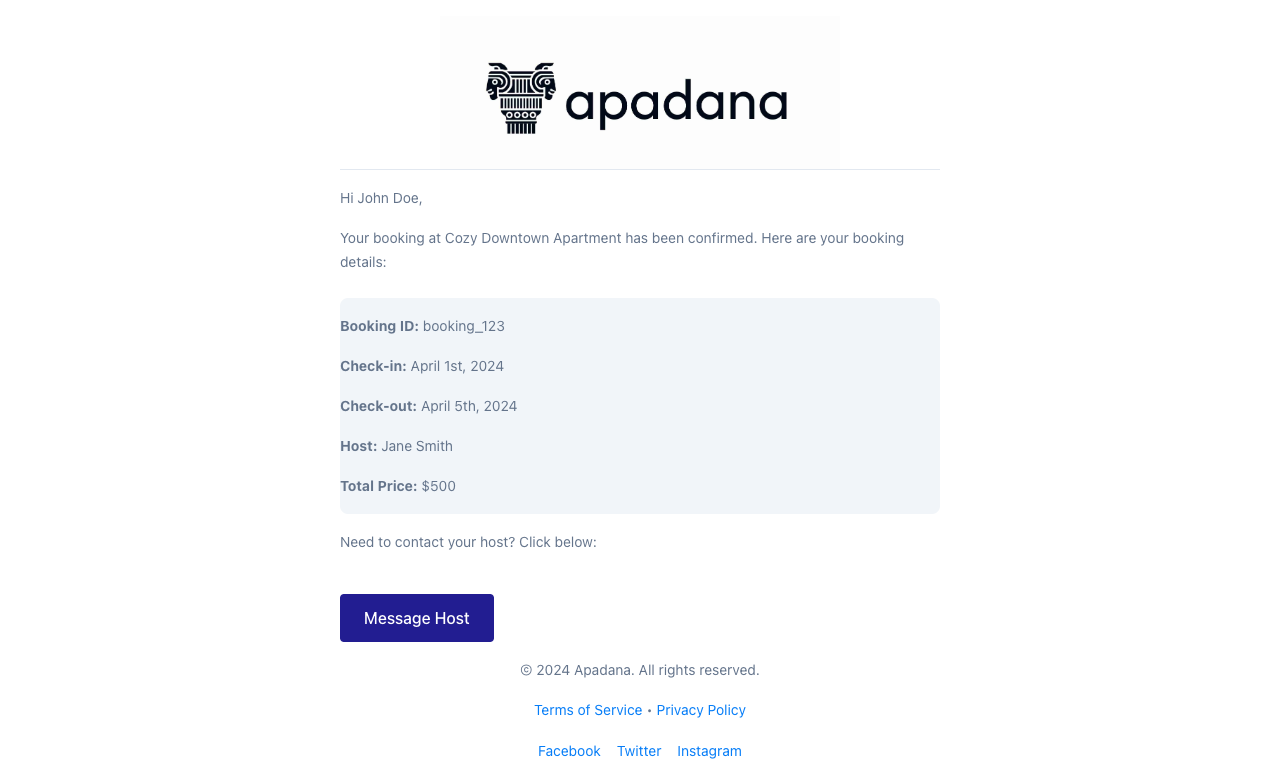 apadana
Hi John Doe,
Your booking at Cozy Downtown Apartment has been confirmed. Here are your booking
details:
Booking ID: booking_123
Check-in: April 1st, 2024
Check-out: April 5th, 2024
Host: Jane Smith
Total Price: $500
Need to contact your host? Click below:
Message Host
© 2024 Apadana. All rights reserved.
Terms of Service • Privacy Policy
Facebook Twitter Instagram